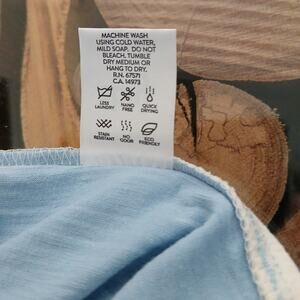 MACHINE WASH
USING COLD WATER,
MILD SOAP. DO NOT
BLEACH. TUMBLE
DRY MEDIUM OR
HANG TO DRY.
R.N. 67571
C.A. 14973
LESS LAUNDRY
NANO FREE
QUICK DRYING
STAIN RESISTANT
NO ODOR
ECO FRIENDLY